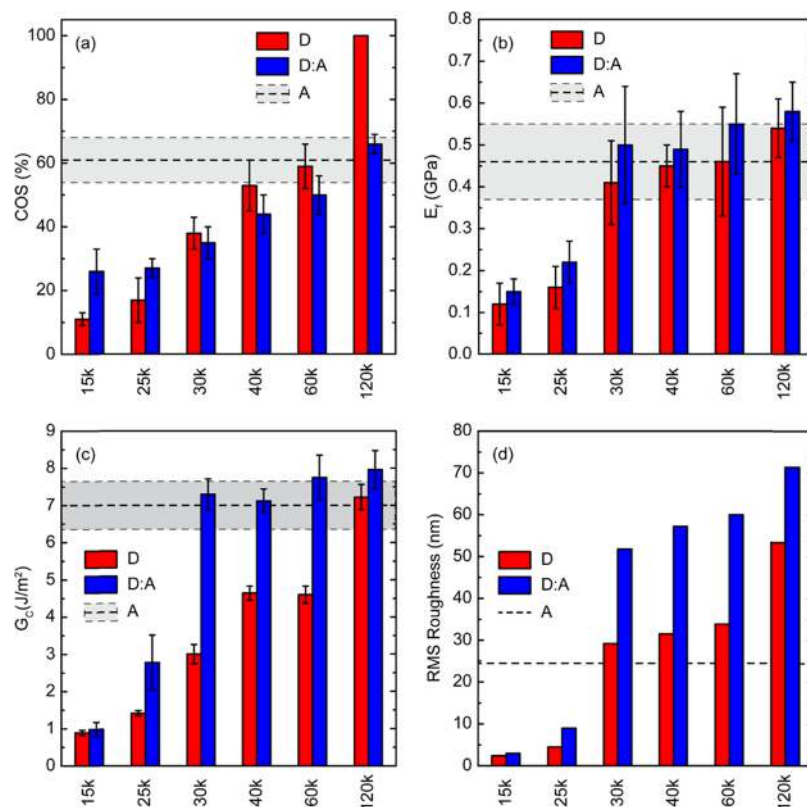 (a)
D
D:A
A
COS (%)
100
80
60
40
20
0
15k
25k
30k
40k
60k
120k
(b)
D
D:A
A
E_f (GPa)
0.8
0.7
0.6
0.5
0.4
0.3
0.2
0.1
0.0
15k
25k
30k
40k
60k
120k
(c)
D
D:A
A
G_C (J/m²)
9
8
7
6
5
4
3
2
1
0
15k
25k
30k
40k
60k
120k
(d)
D
D:A
A
RMS Roughness (nm)
80
70
60
50
40
30
20
10
0
15k
25k
30k
40k
60k
120k